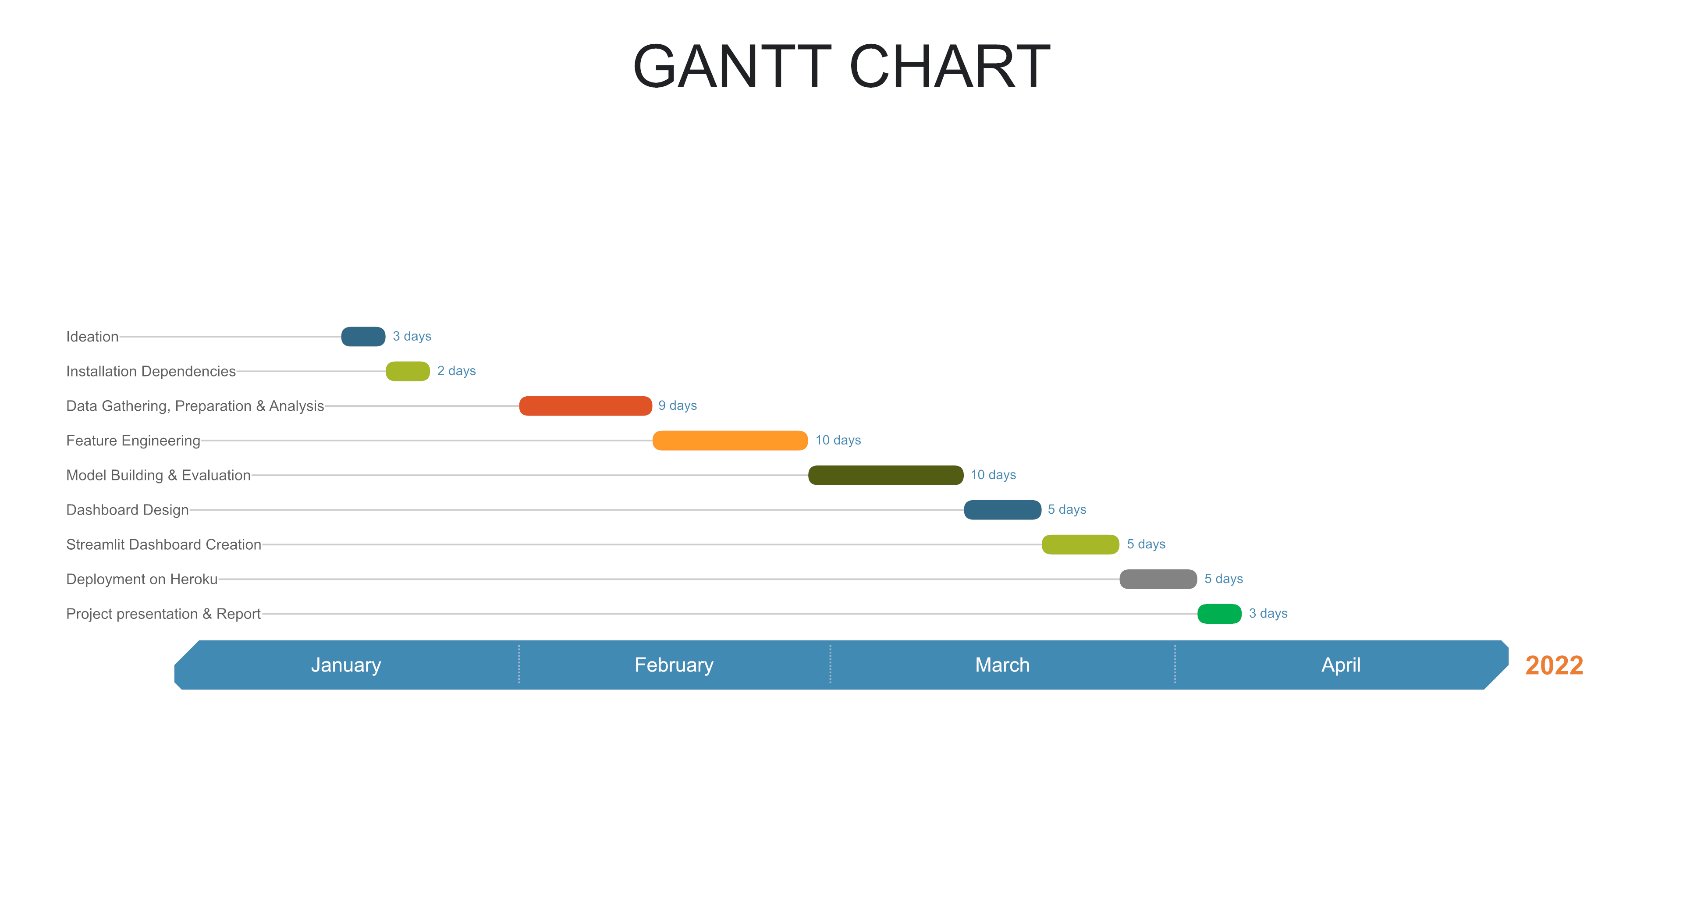 GANTT CHART
Ideation 3 days
Installation Dependencies 2 days
Data Gathering, Preparation & Analysis 9 days
Feature Engineering 10 days
Model Building & Evaluation 10 days
Dashboard Design 5 days
Streamlit Dashboard Creation 5 days
Deployment on Heroku 5 days
Project presentation & Report 3 days
January February March April 2022